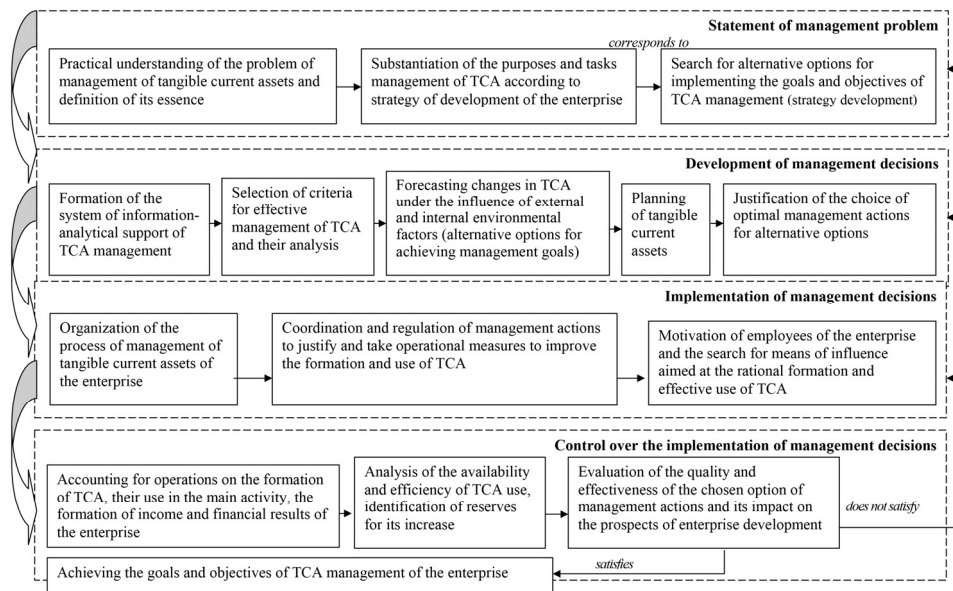 Statement of management problem
Practical understanding of the problem
of management of tangible current assets and
definition of its essence
Substantiation of the purposes and tasks
management of TCA according to
strategy of development of the enterprise
corresponds to
Search for alternative options for
implementing the goals and objectives of
TCA management (strategy development)
Development of management decisions
Formation of the
system of information-
analytical support of
TCA management
Selection of criteria
for effective
management of TCA
and their analysis
Forecasting changes in TCA
under the influence of external
and internal environmental
factors (alternative options for
achieving management goals)
Planning
of tangible
current
assets
Justification of the choice of
optimal management actions
for alternative options
Implementation of management decisions
Organization of the
process of management of
tangible current assets
of the enterprise
Coordination and regulation of management actions
to justify and take operational measures to improve
the formation and use of TCA
Motivation of employees of the enterprise
and the search for means of influence
aimed at the rational formation and
effective use of TCA
Control over the implementation of management decisions
Accounting for operations on the formation
of TCA, their use in the main activity, the
formation of income and financial results of
the enterprise
Analysis of the availability
and efficiency of TCA use,
identification of reserves
for its increase
Evaluation of the quality and
effectiveness of the chosen option of
management actions and its impact on
the prospects of enterprise development
does not satisfy
satisfies
Achieving the goals and objectives of TCA management of the enterprise